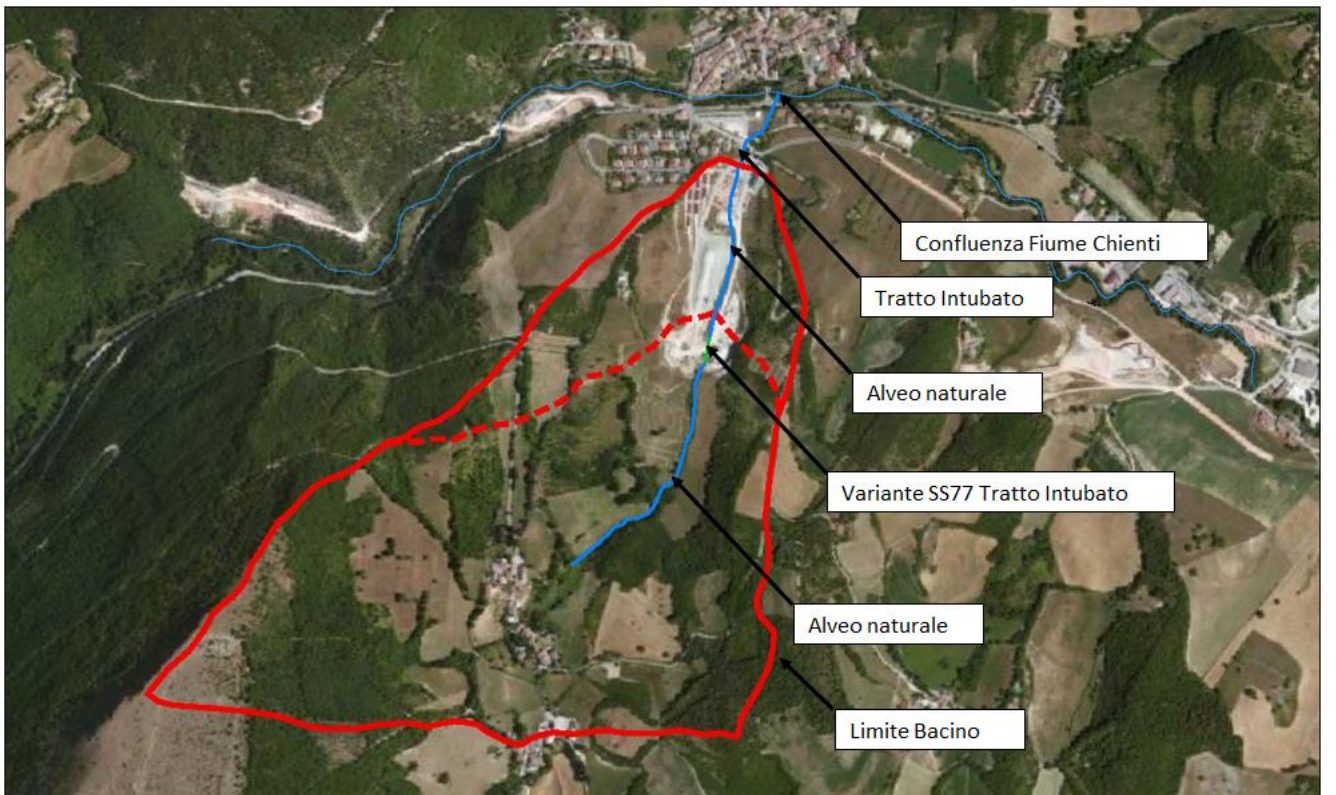 Confluenza Fiume Chienti
Tratto Intubato
Alveo naturale
Variante SS77 Tratto Intubato
Alveo naturale
Limite Bacino